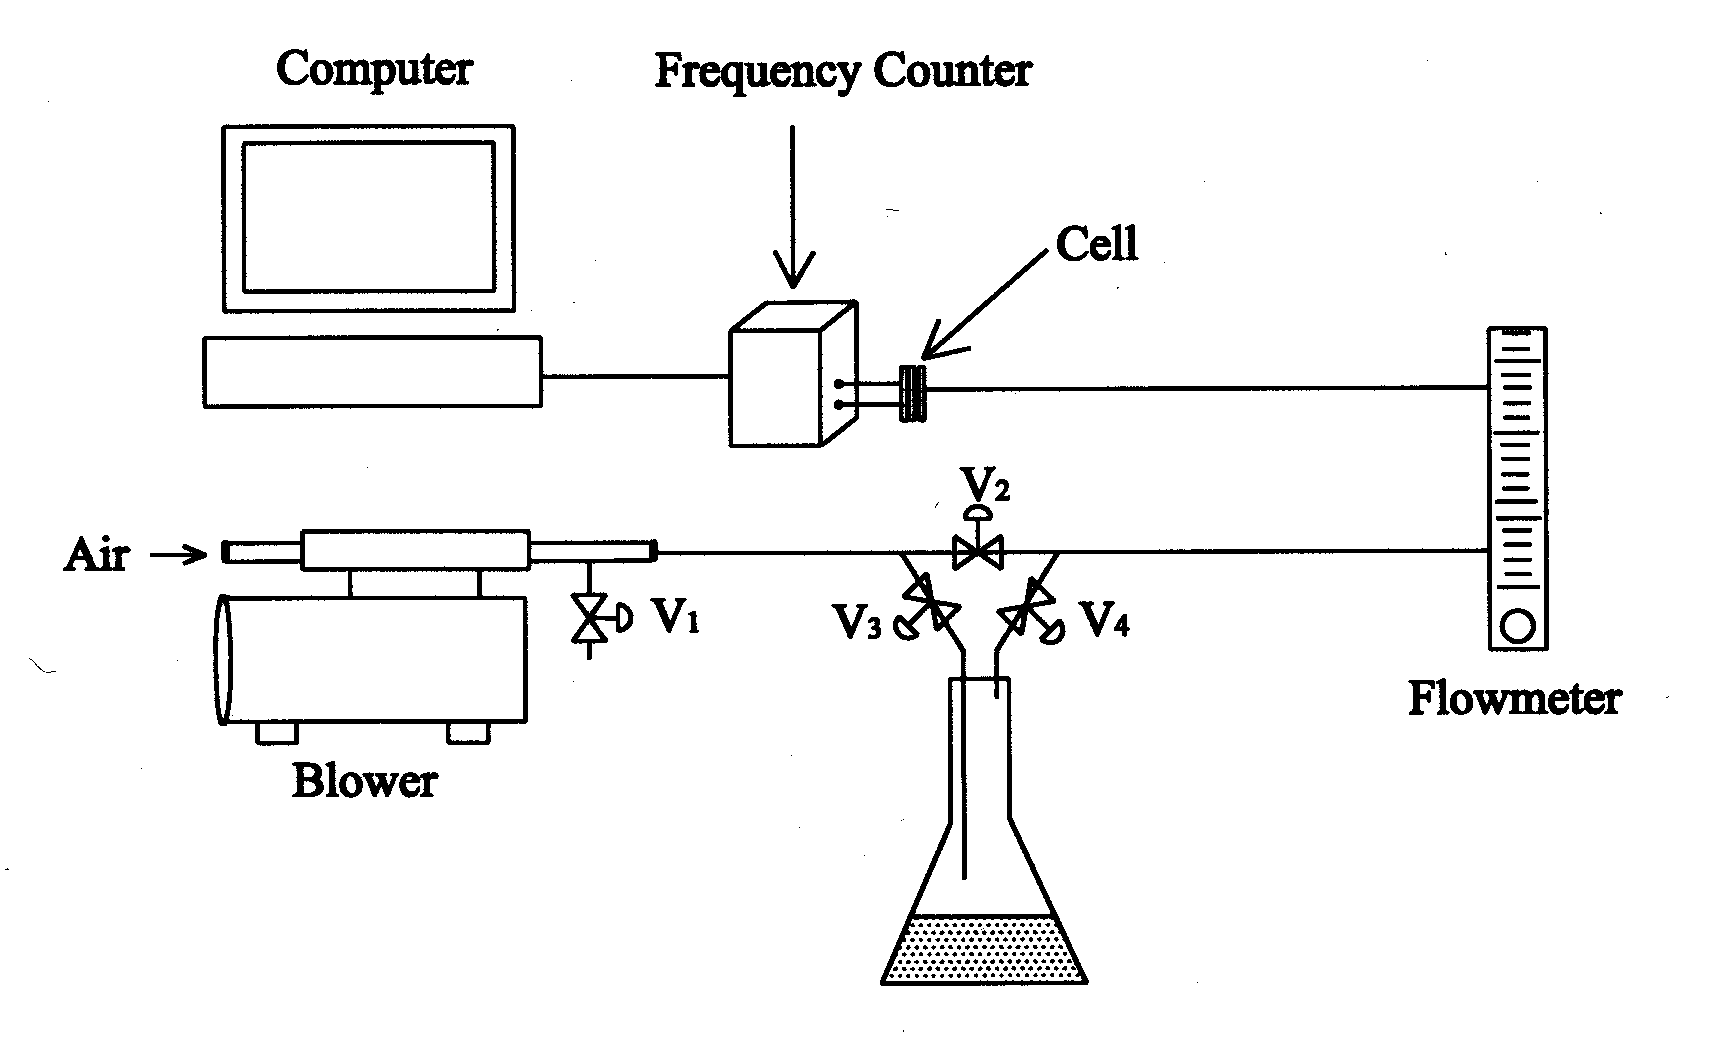 Computer
Frequency Counter
Cell
V2
Air
V1
V3
V4
Flowmeter
Blower